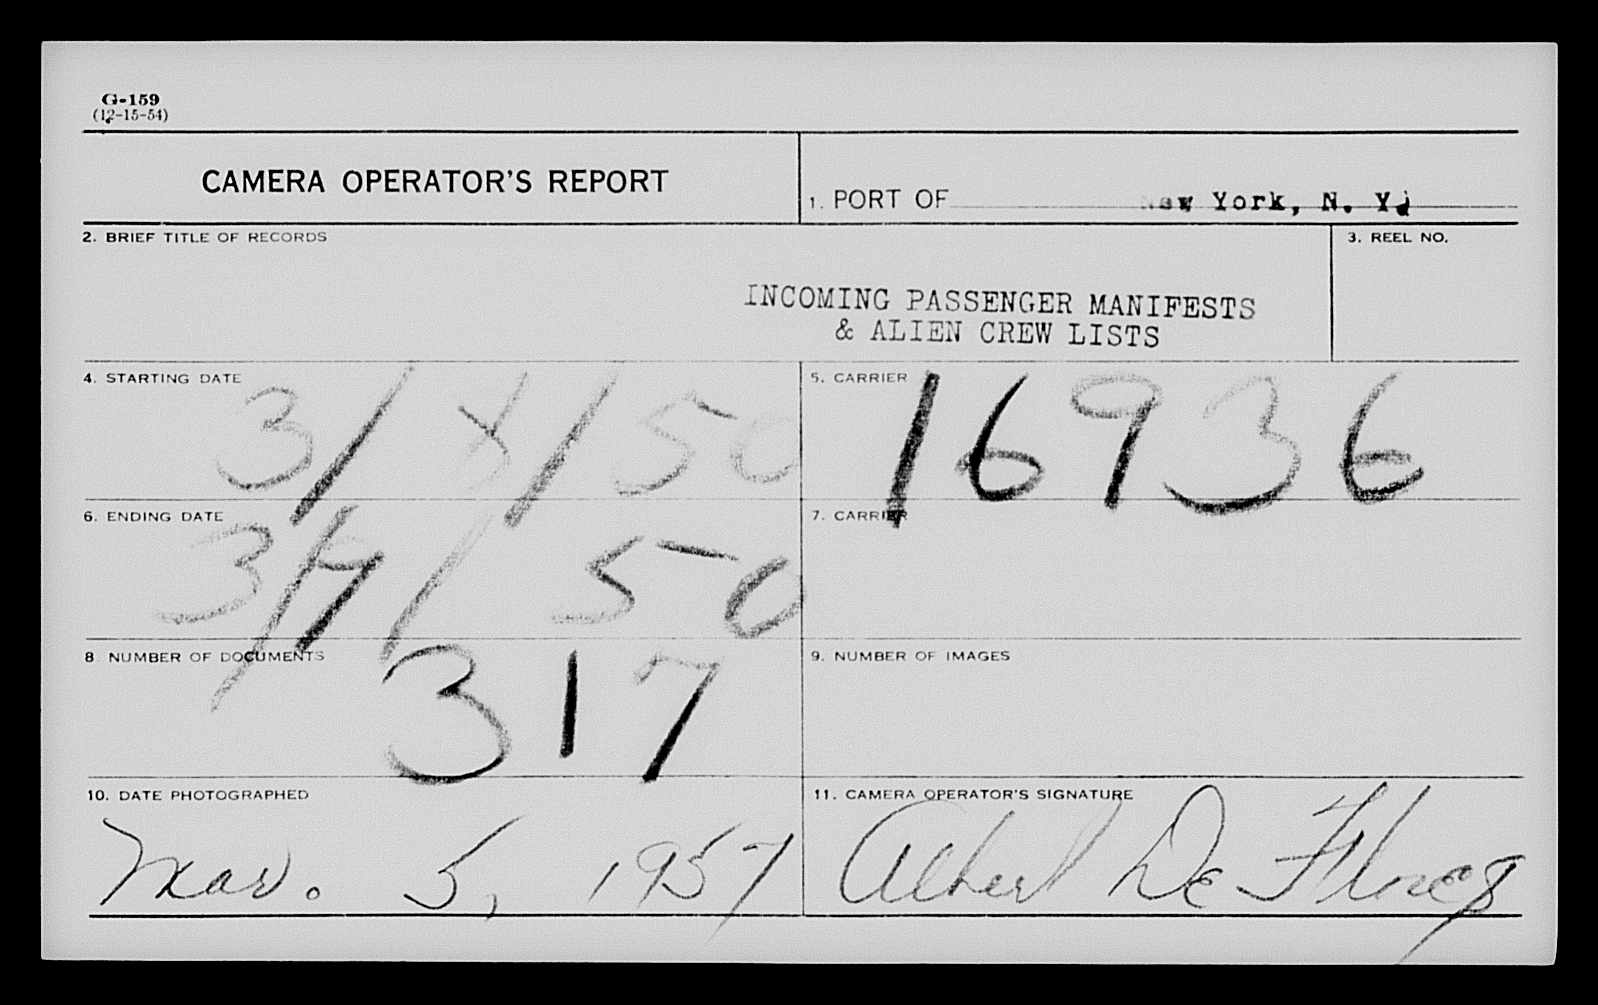 G-159
(12-15-54)
CAMERA OPERATOR'S REPORT
1. PORT OF New York, N. Y.
2. BRIEF TITLE OF RECORDS
3. REEL NO.
INCOMING PASSENGER MANIFESTS
& ALIEN CREW LISTS
4. STARTING DATE
3/ /50
5. CARRIER
16936
6. ENDING DATE
3/7/50
7. CARRIER
8 NUMBER OF DOCUMENTS
317
9. NUMBER OF IMAGES
10. DATE PHOTOGRAPHED
Mar. 5, 1957
11. CAMERA OPERATOR'S SIGNATURE
Albert De